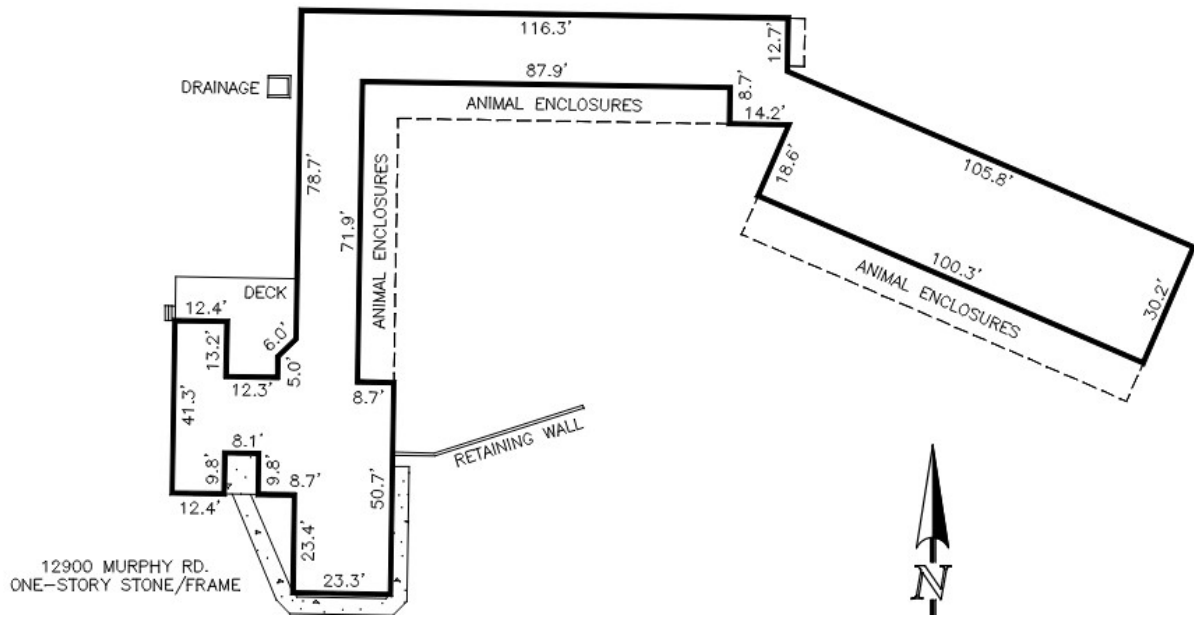 116.3'
12.7'
87.9'
8.7'
DRAINAGE
ANIMAL ENCLOSURES
14.2'
78.7'
71.9'
ANIMAL ENCLOSURES
18.6'
105.8'
DECK
100.3'
ANIMAL ENCLOSURES
30.2'
12.4'
13.2'
6.0'
5.0'
12.3'
8.7'
41.3'
8.1'
RETAINING WALL
9.8'
9.8'
8.7'
50.7'
12.4'
23.4'
23.3'
12900 MURPHY RD.
ONE-STORY STONE/FRAME
N